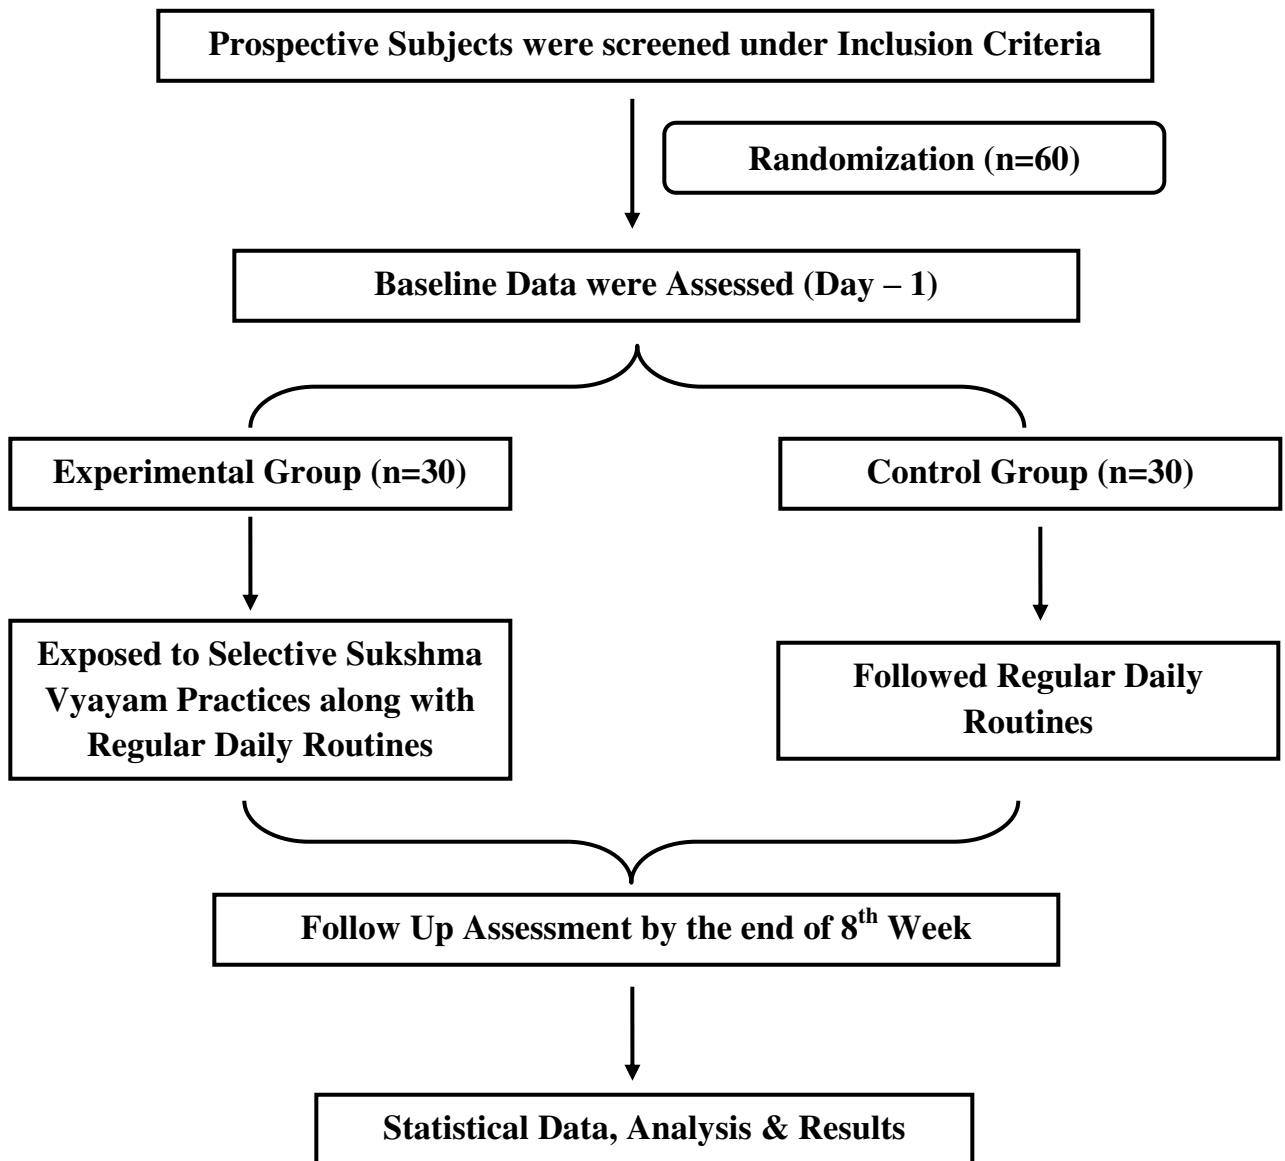 Prospective Subjects were screened under Inclusion Criteria
Randomization (n=60)
Baseline Data were Assessed (Day – 1)
Experimental Group (n=30)
Control Group (n=30)
Exposed to Selective Sukshma
Vyayam Practices along with
Regular Daily Routines
Followed Regular Daily
Routines
Follow Up Assessment by the end of 8th Week
Statistical Data, Analysis & Results